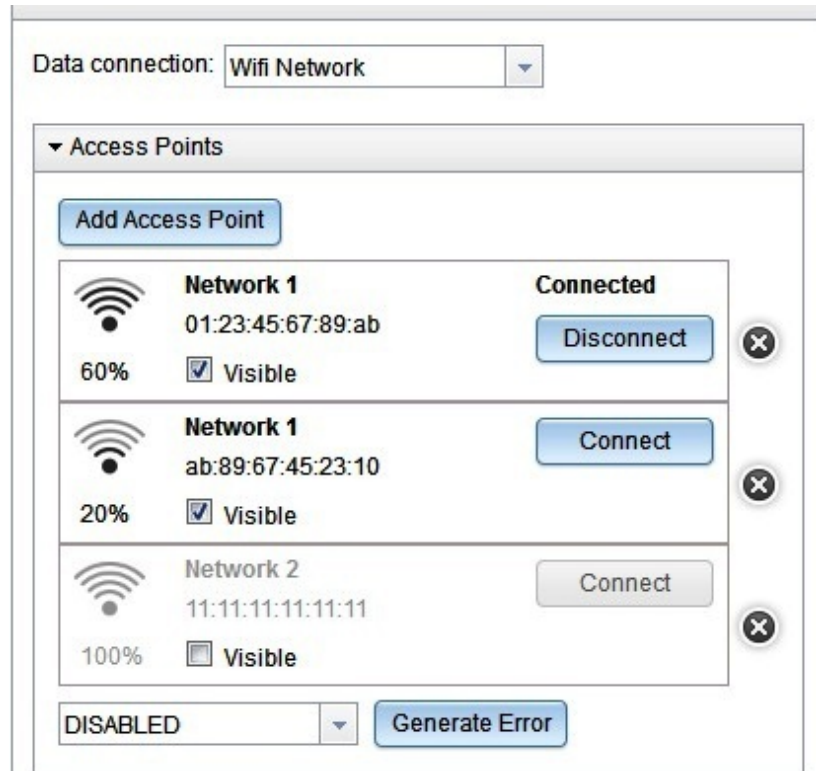 Data connection: Wifi Network
Access Points
Add Access Point
Network 1 Connected
01:23:45:67:89:ab Disconnect
60% Visible
Network 1 Connect
ab:89:67:45:23:10
20% Visible
Network 2 Connect
11:11:11:11:11:11
100% Visible
DISABLED Generate Error